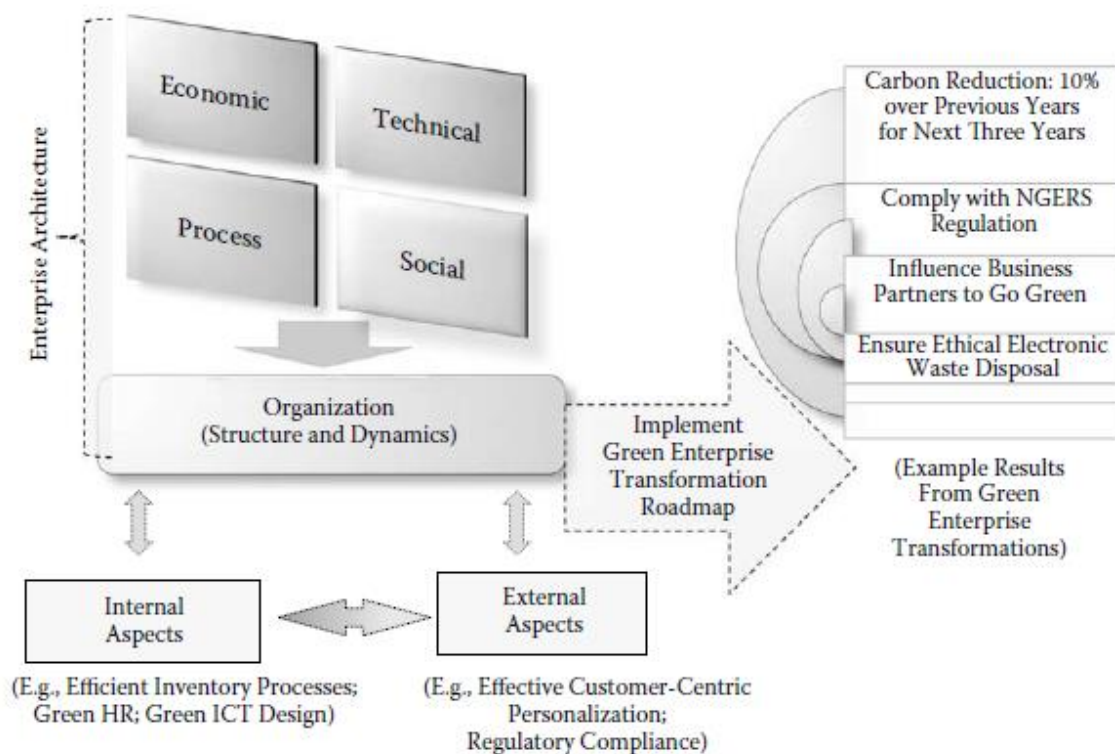 Enterprise Architecture
Economic
Technical
Process
Social
Organization
(Structure and Dynamics)
Implement
Green Enterprise
Transformation
Roadmap
Carbon Reduction: 10%
over Previous Years
for Next Three Years
Comply with NGERS
Regulation
Influence Business
Partners to Go Green
Ensure Ethical Electronic
Waste Disposal
(Example Results
From Green
Enterprise
Transformations)
Internal
Aspects
External
Aspects
(E.g., Efficient Inventory Processes;
Green HR; Green ICT Design)
(E.g., Effective Customer-Centric
Personalization;
Regulatory Compliance)